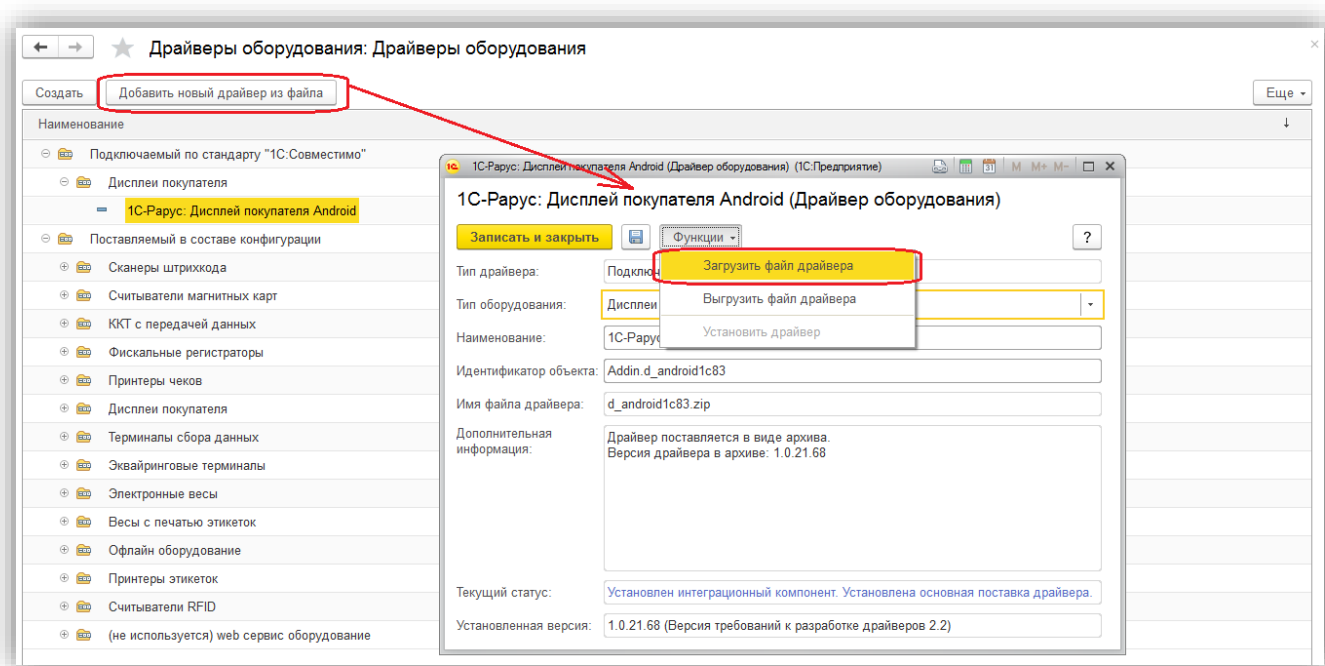 Драйверы оборудования: Драйверы оборудования
Создать
Добавить новый драйвер из файла
Еще
Наименование
Подключаемый по стандарту "1С:Совместимо"
Дисплеи покупателя
1С-Рарус: Дисплей покупателя Android
Поставляемый в составе конфигурации
Сканеры штрихкода
Считыватели магнитных карт
ККТ с передачей данных
Фискальные регистраторы
Принтеры чеков
Дисплеи покупателя
Терминалы сбора данных
Эквайринговые терминалы
Электронные весы
Весы с печатью этикеток
Офлайн оборудование
Принтеры этикеток
Считыватели RFID
(не используется) web сервис оборудование
1С-Рарус: Дисплей покупателя Android (Драйвер оборудования) (1С:Предприятие)
31 M M+ M-
1С-Рарус: Дисплей покупателя Android (Драйвер оборудования)
Записать и закрыть
Функции
?
Загрузить файл драйвера
Выгрузить файл драйвера
Установить драйвер
Тип драйвера:
Тип оборудования: Дисплеи
Наименование:
Идентификатор объекта: Addin.d_android1c83
Имя файла драйвера: d_android1c83.zip
Дополнительная информация:
Драйвер поставляется в виде архива.
Версия драйвера в архиве: 1.0.21.68
Текущий статус: Установлен интеграционный компонент. Установлена основная поставка драйвера.
Установленная версия: 1.0.21.68 (Версия требований к разработке драйверов 2.2)